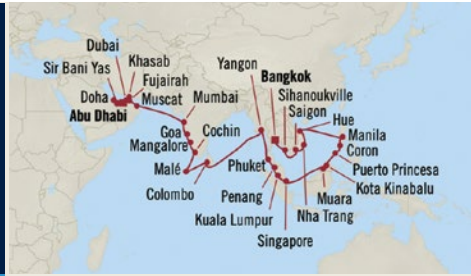 Dubai
Khasab
Sir Bani Yas
Fujairah
Doha
Muscat
Abu Dhabi
Mumbai
Goa
Cochin
Mangalore
Malé
Colombo
Yangon
Bangkok
Sihanoukville
Saigon
Hue
Manila
Coron
Puerto Princesa
Kota Kinabalu
Muara
Nha Trang
Phuket
Penang
Kuala Lumpur
Singapore